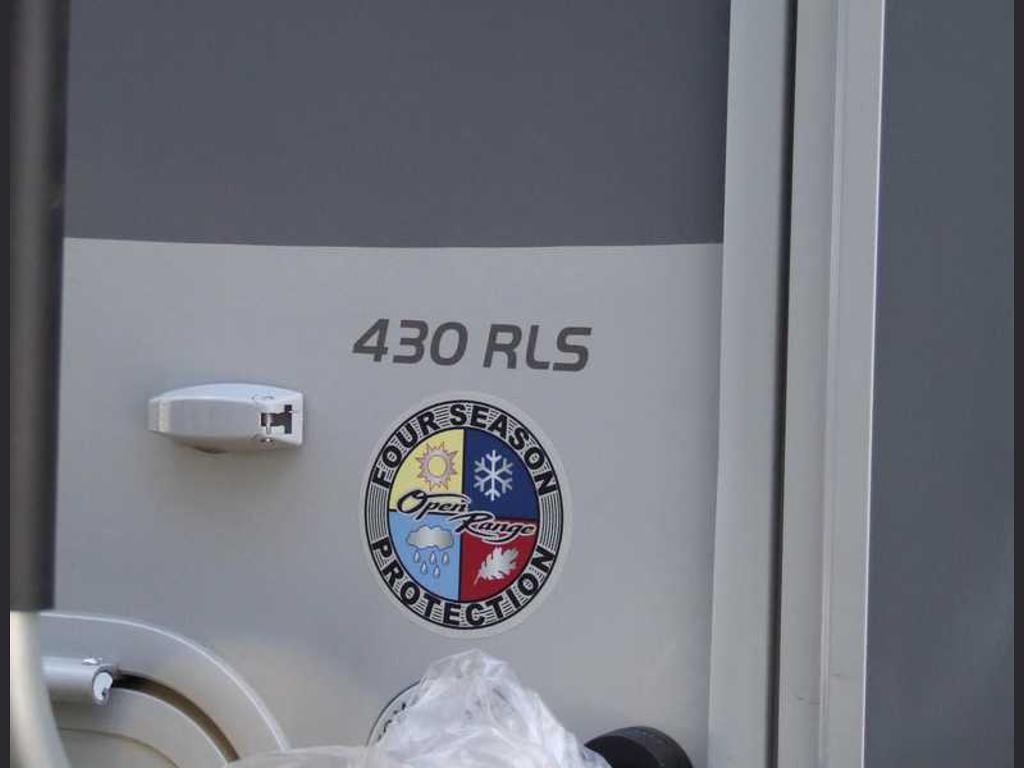 430 RLS
FOUR SEASON
Open
Range
PROTECTION